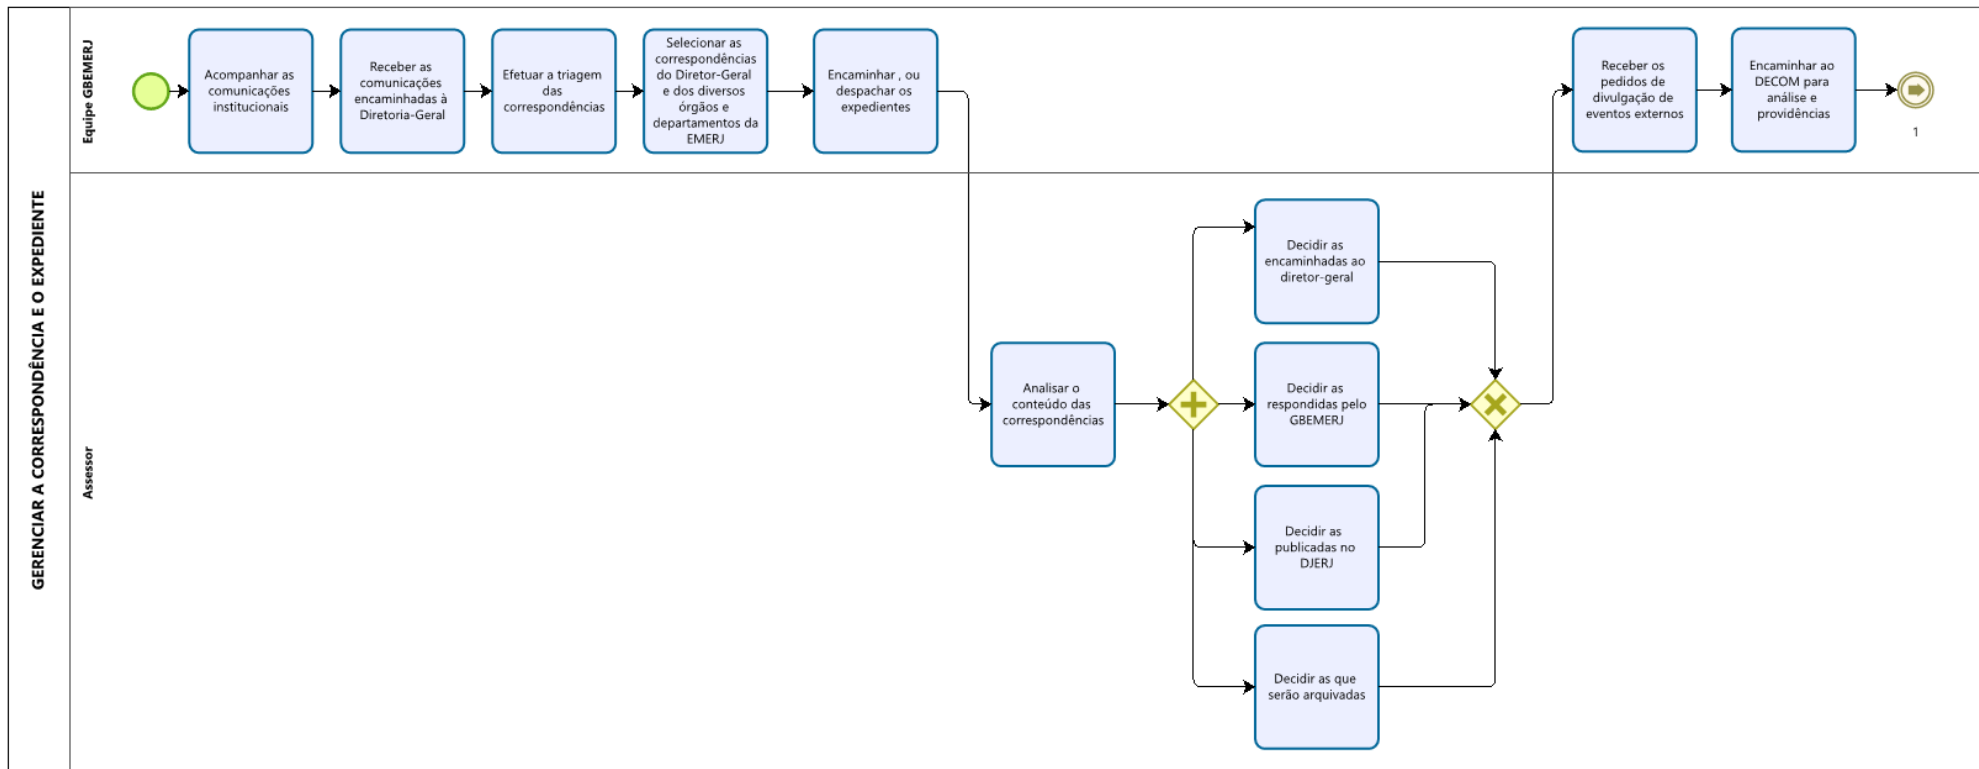 GERENCIAR A CORRESPONDÊNCIA E O EXPEDIENTE
Equipe GBEMERJ
Acompanhar as
comunicações
institucionais
Receber as
comunicações
encaminhadas à
Diretoria-Geral
Efetuar a triagem
das
correspondências
Selecionar as
correspondências
do Diretor-Geral
e dos diversos
órgãos e
departamentos da
EMERJ
Encaminhar , ou
despachar os
expedientes
Receber os
pedidos de
divulgação de
eventos externos
Encaminhar ao
DECOM para
análise e
providências
1
Assessor
Analisar o
conteúdo das
correspondências
Decidir as
encaminhadas ao
diretor-geral
Decidir as
respondidas pelo
GBEMERJ
Decidir as
publicadas no
DJERJ
Decidir as que
serão arquivadas